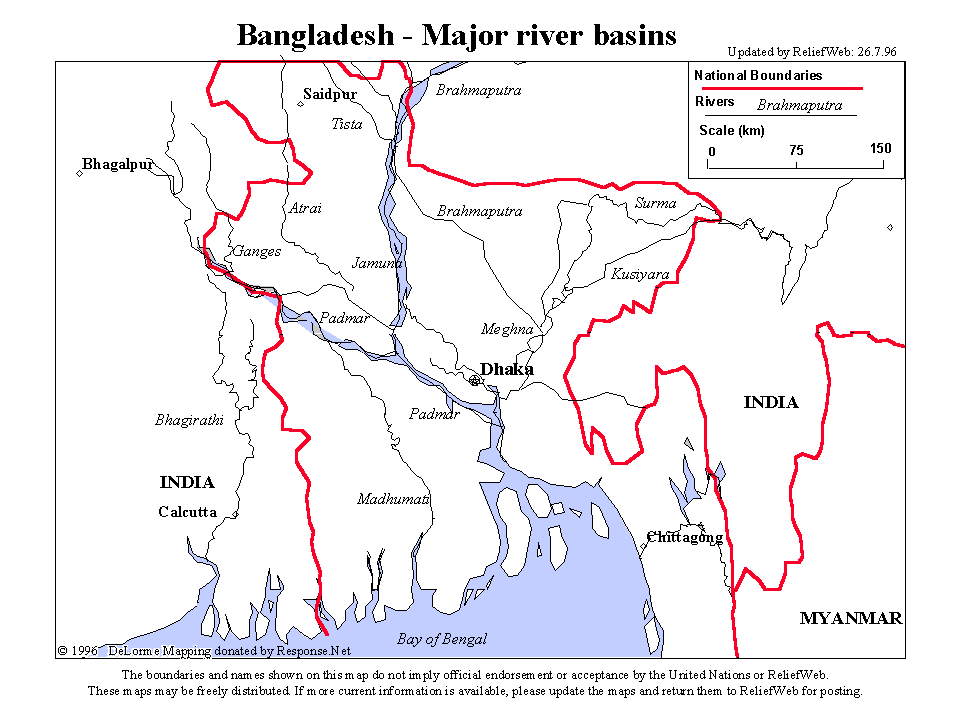 Bangladesh - Major river basins
Updated by ReliefWeb: 26.7.96
National Boundaries
Rivers Brahmaputra
Scale (km)
0 75 150
Brahmaputra
Saidpur
Tista
Bhagalpur
Atrai
Brahmaputra
Surma
Ganges
Jamuna
Kusiyara
Padmar
Meghna
Dhaka
Padmar
INDIA
Bhagirathi
INDIA
Calcutta
Madhumati
Chittagong
MYANMAR
Bay of Bengal
© 1996 DeLorme Mapping donated by Response.Net
The boundaries and names shown on this map do not imply official endorsement or acceptance by the United Nations or ReliefWeb.
These maps may be freely distributed. If more current information is available, please update the maps and return them to ReliefWeb for posting.